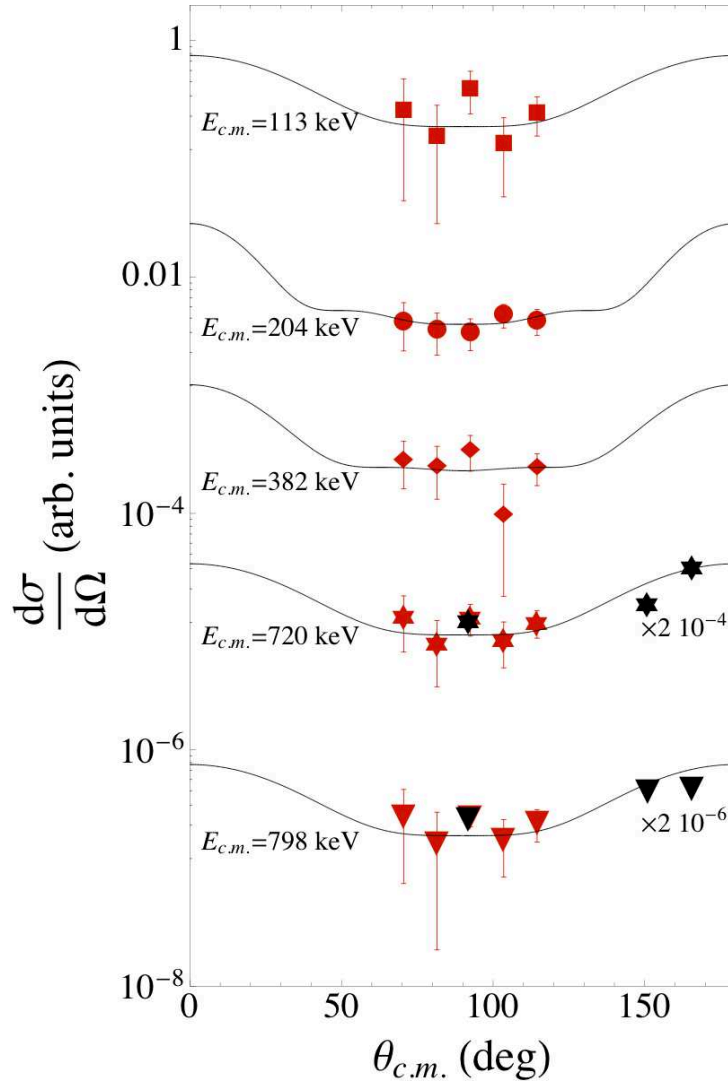 1
E_{c.m.}=113 keV
0.01
E_{c.m.}=204 keV
E_{c.m.}=382 keV
10^{-4}
E_{c.m.}=720 keV
×2 10^{-4}
10^{-6}
E_{c.m.}=798 keV
×2 10^{-6}
10^{-8}
dσ
dΩ
(arb. units)
0 50 100 150
θ_{c.m.} (deg)